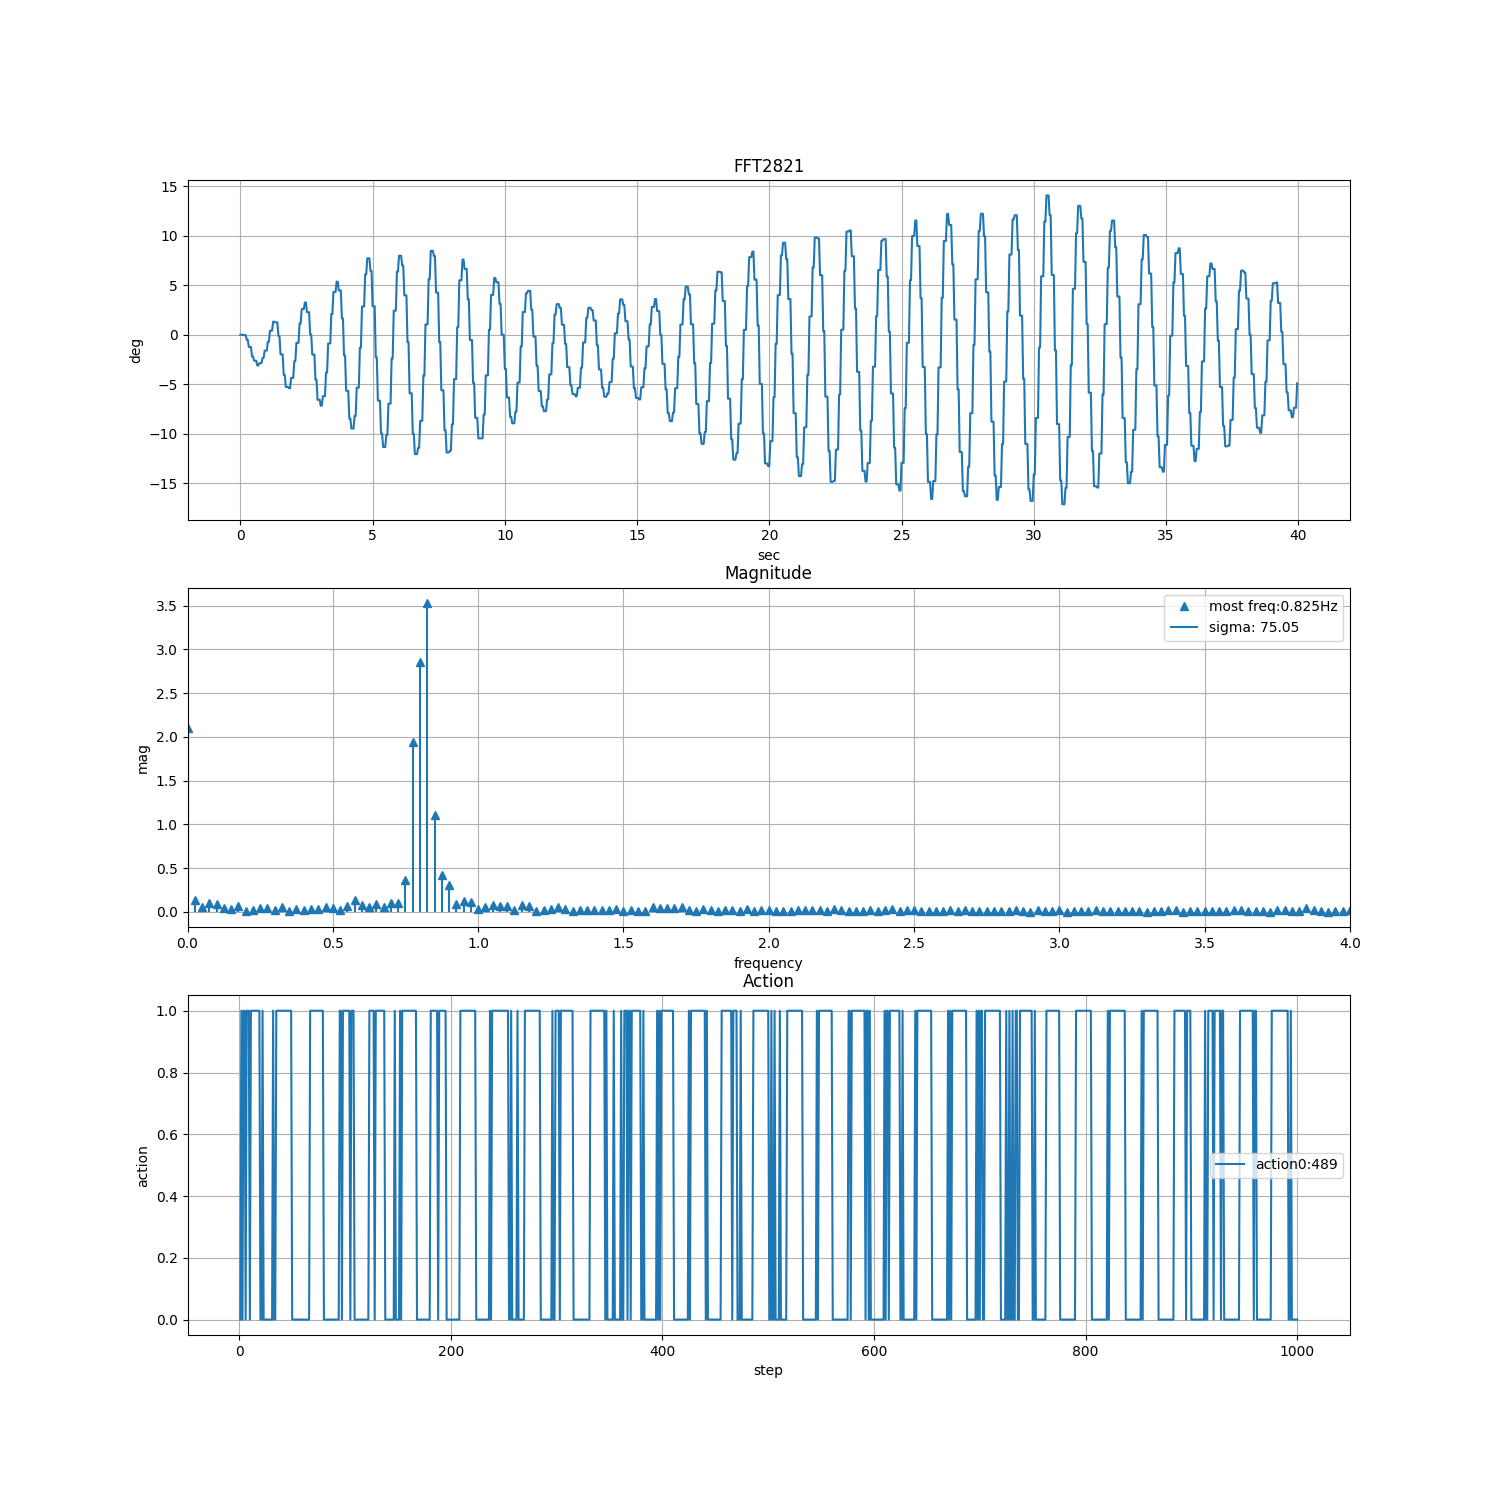 FFT2821
15
10
5
0
−5
−10
−15
deg
0 5 10 15 20 25 30 35 40
sec
Magnitude
most freq:0.825Hz
sigma: 75.05
3.5
3.0
2.5
2.0
1.5
1.0
0.5
0.0
mag
0.0 0.5 1.0 1.5 2.0 2.5 3.0 3.5 4.0
frequency
Action
1.0
0.8
0.6
0.4
0.2
0.0
action
action0:489
0 200 400 600 800 1000
step